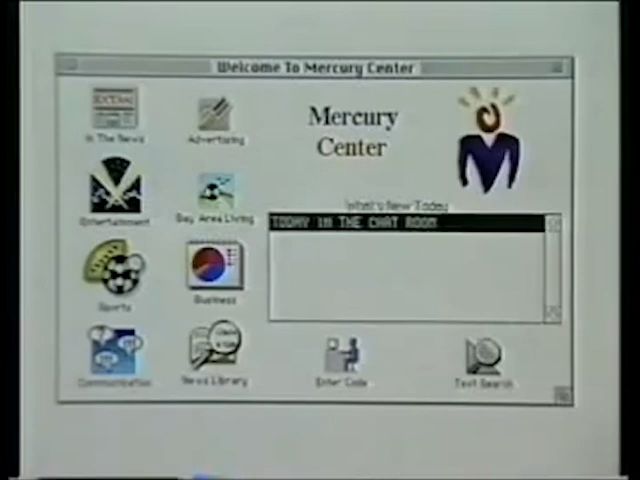 Welcome To Mercury Center
EXTRA!
In The News
Advertising
Mercury
Center
Entertainment
Bay Area Living
What's New Today
TODAY IN THE CHAT ROOM
Sports
Business
Communication
News Library
Enter Code
Text Search